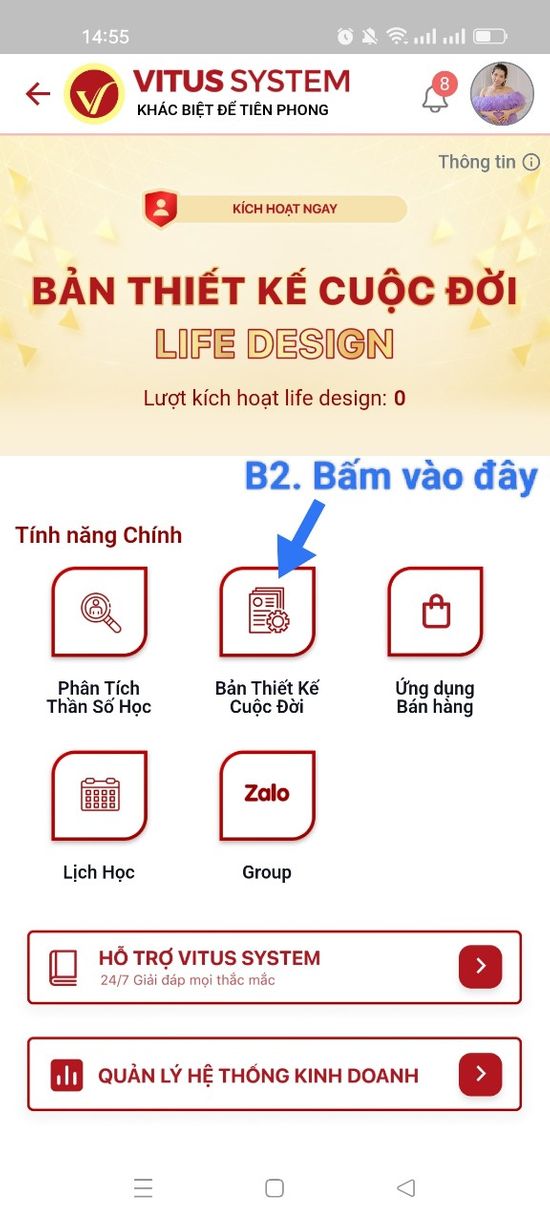 14:55
VITUS SYSTEM
8
KHÁC BIỆT ĐỂ TIÊN PHONG
Thông tin
KÍCH HOẠT NGAY
BẢN THIẾT KẾ CUỘC ĐỜI
LIFE DESIGN
Lượt kích hoạt life design: 0
B2. Bấm vào đây
Tính năng Chính
Phân Tích
Thần Số Học
Bản Thiết Kế
Cuộc Đời
Ứng dụng
Bán hàng
Zalo
Lịch Học
Group
HỖ TRỢ VITUS SYSTEM
24/7 Giải đáp mọi thắc mắc
QUẢN LÝ HỆ THỐNG KINH DOANH